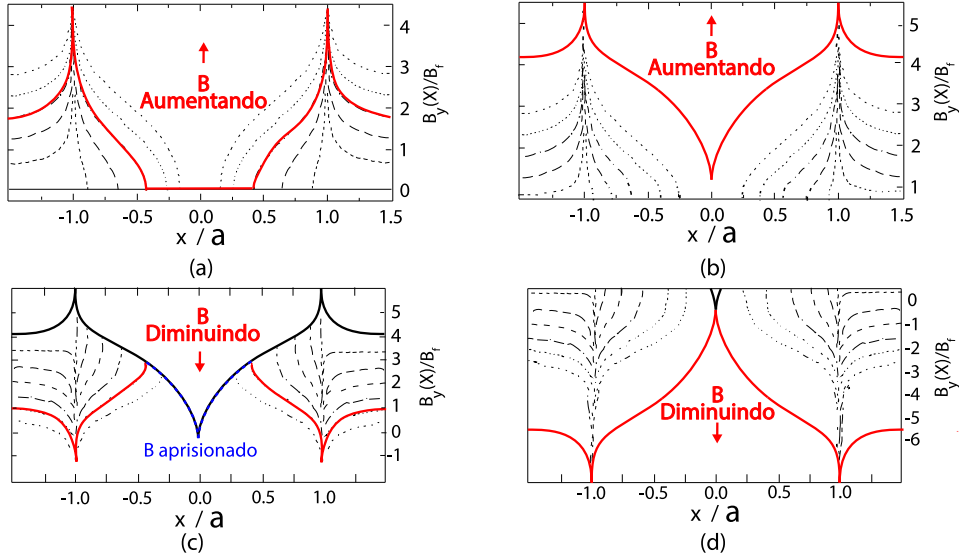 B
Aumentando
4
3
2
1
0
B_y(X)/B_f
-1.0 -0.5 0.0 0.5 1.0 1.5
x / a
(a)
B
Aumentando
5
4
3
2
1
B_y(X)/B_f
-1.0 -0.5 0.0 0.5 1.0 1.5
x / a
(b)
B
Diminuindo
B aprisionado
5
4
3
2
1
0
-1
B_y(X)/B_f
-1.0 -0.5 0.0 0.5 1.0
x / a
(c)
B
Diminuindo
0
-1
-2
-3
-4
-5
-6
B_y(X)/B_f
-1.0 -0.5 0.0 0.5 1.0
x / a
(d)